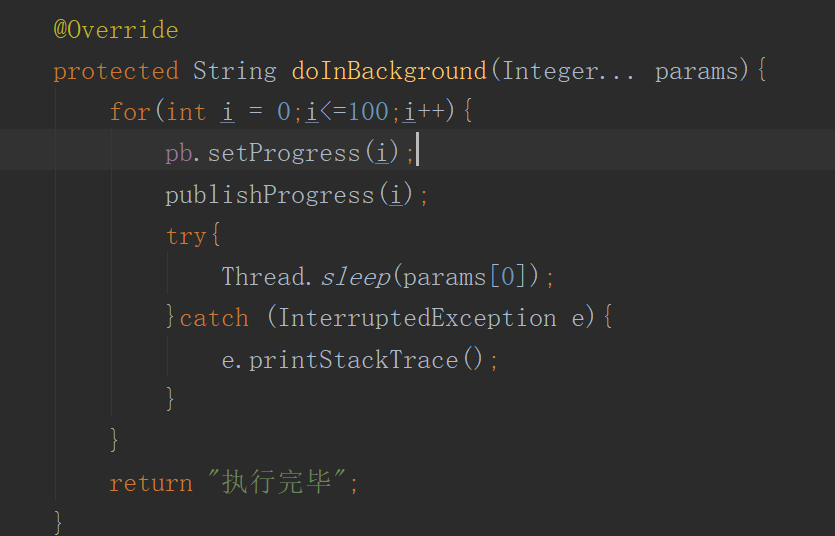 @Override
protected String doInBackground(Integer... params){
for(int i = 0;i<=100;i++){
pb.setProgress(i);
publishProgress(i);
try{
Thread.sleep(params[0]);
}catch (InterruptedException e){
e.printStackTrace();
}
}
return "执行完毕";
}